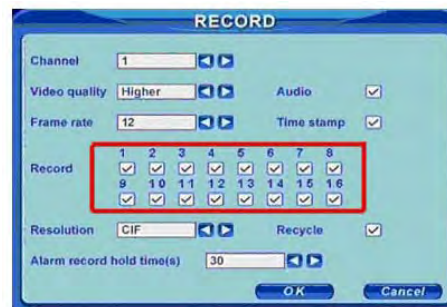 RECORD
Channel 1
Video quality Higher Audio
Frame rate 12 Time stamp
1 2 3 4 5 6 7 8
Record
9 10 11 12 13 14 15 16
Resolution CIF Recycle
Alarm record hold time(s) 30
OK Cancel